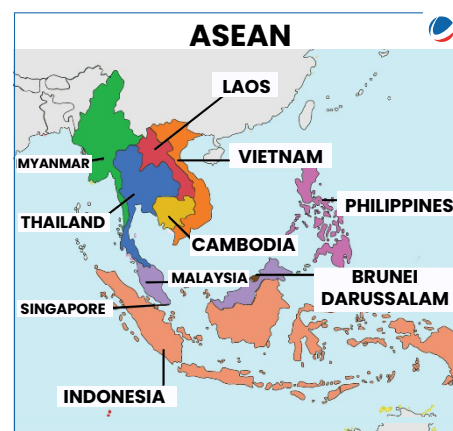 ASEAN
LAOS
MYANMAR
VIETNAM
THAILAND
PHILIPPINES
CAMBODIA
MALAYSIA
BRUNEI
DARUSSALAM
SINGAPORE
INDONESIA